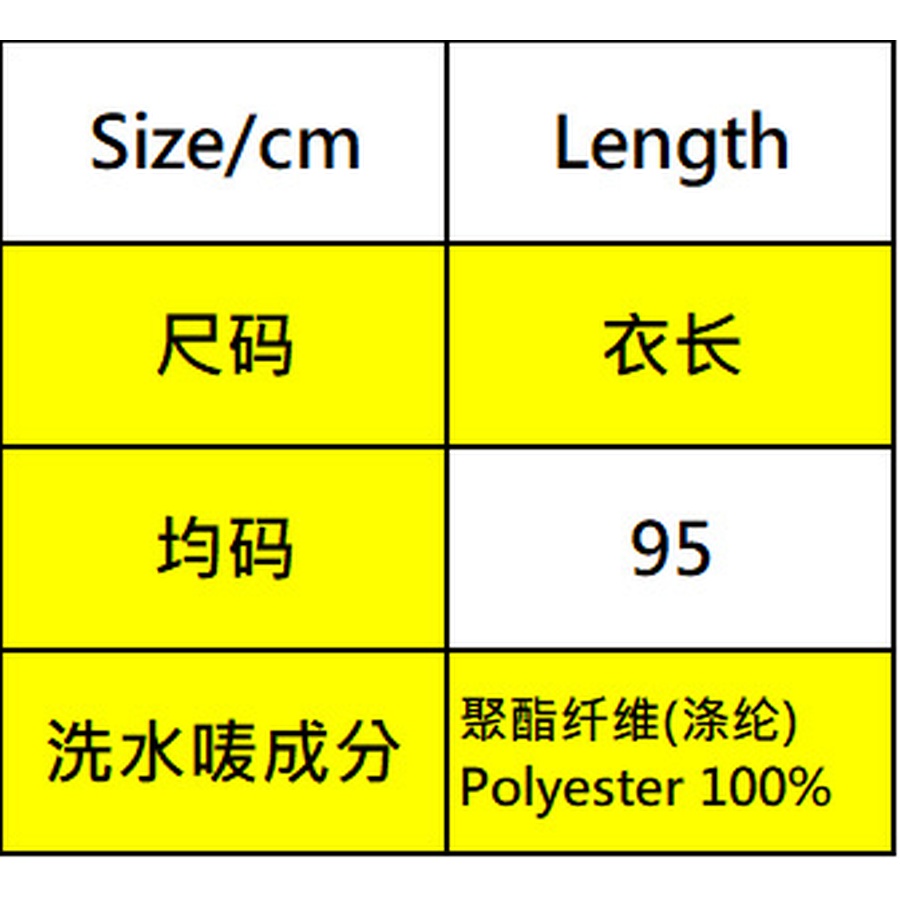 Size/cm
Length
尺码
衣长
均码
95
洗水唛成分
聚酯纤维(涤纶)
Polyester 100%